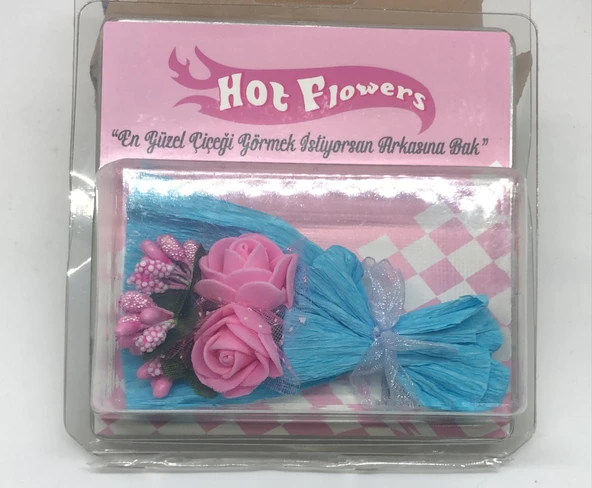 Hot Flowers
"En Güzel Çiçeği Görmek İstiyorsan Arkasına Bak"